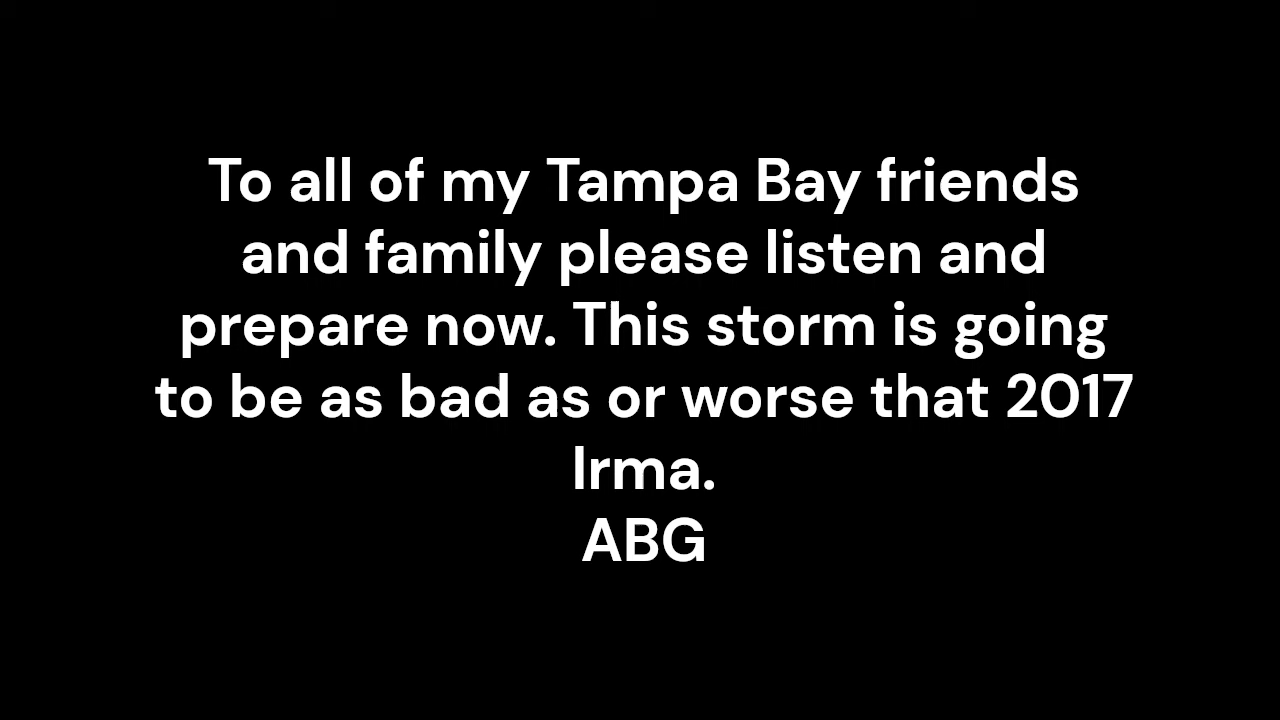 To all of my Tampa Bay friends
and family please listen and
prepare now. This storm is going
to be as bad as or worse that 2017
Irma.
ABG